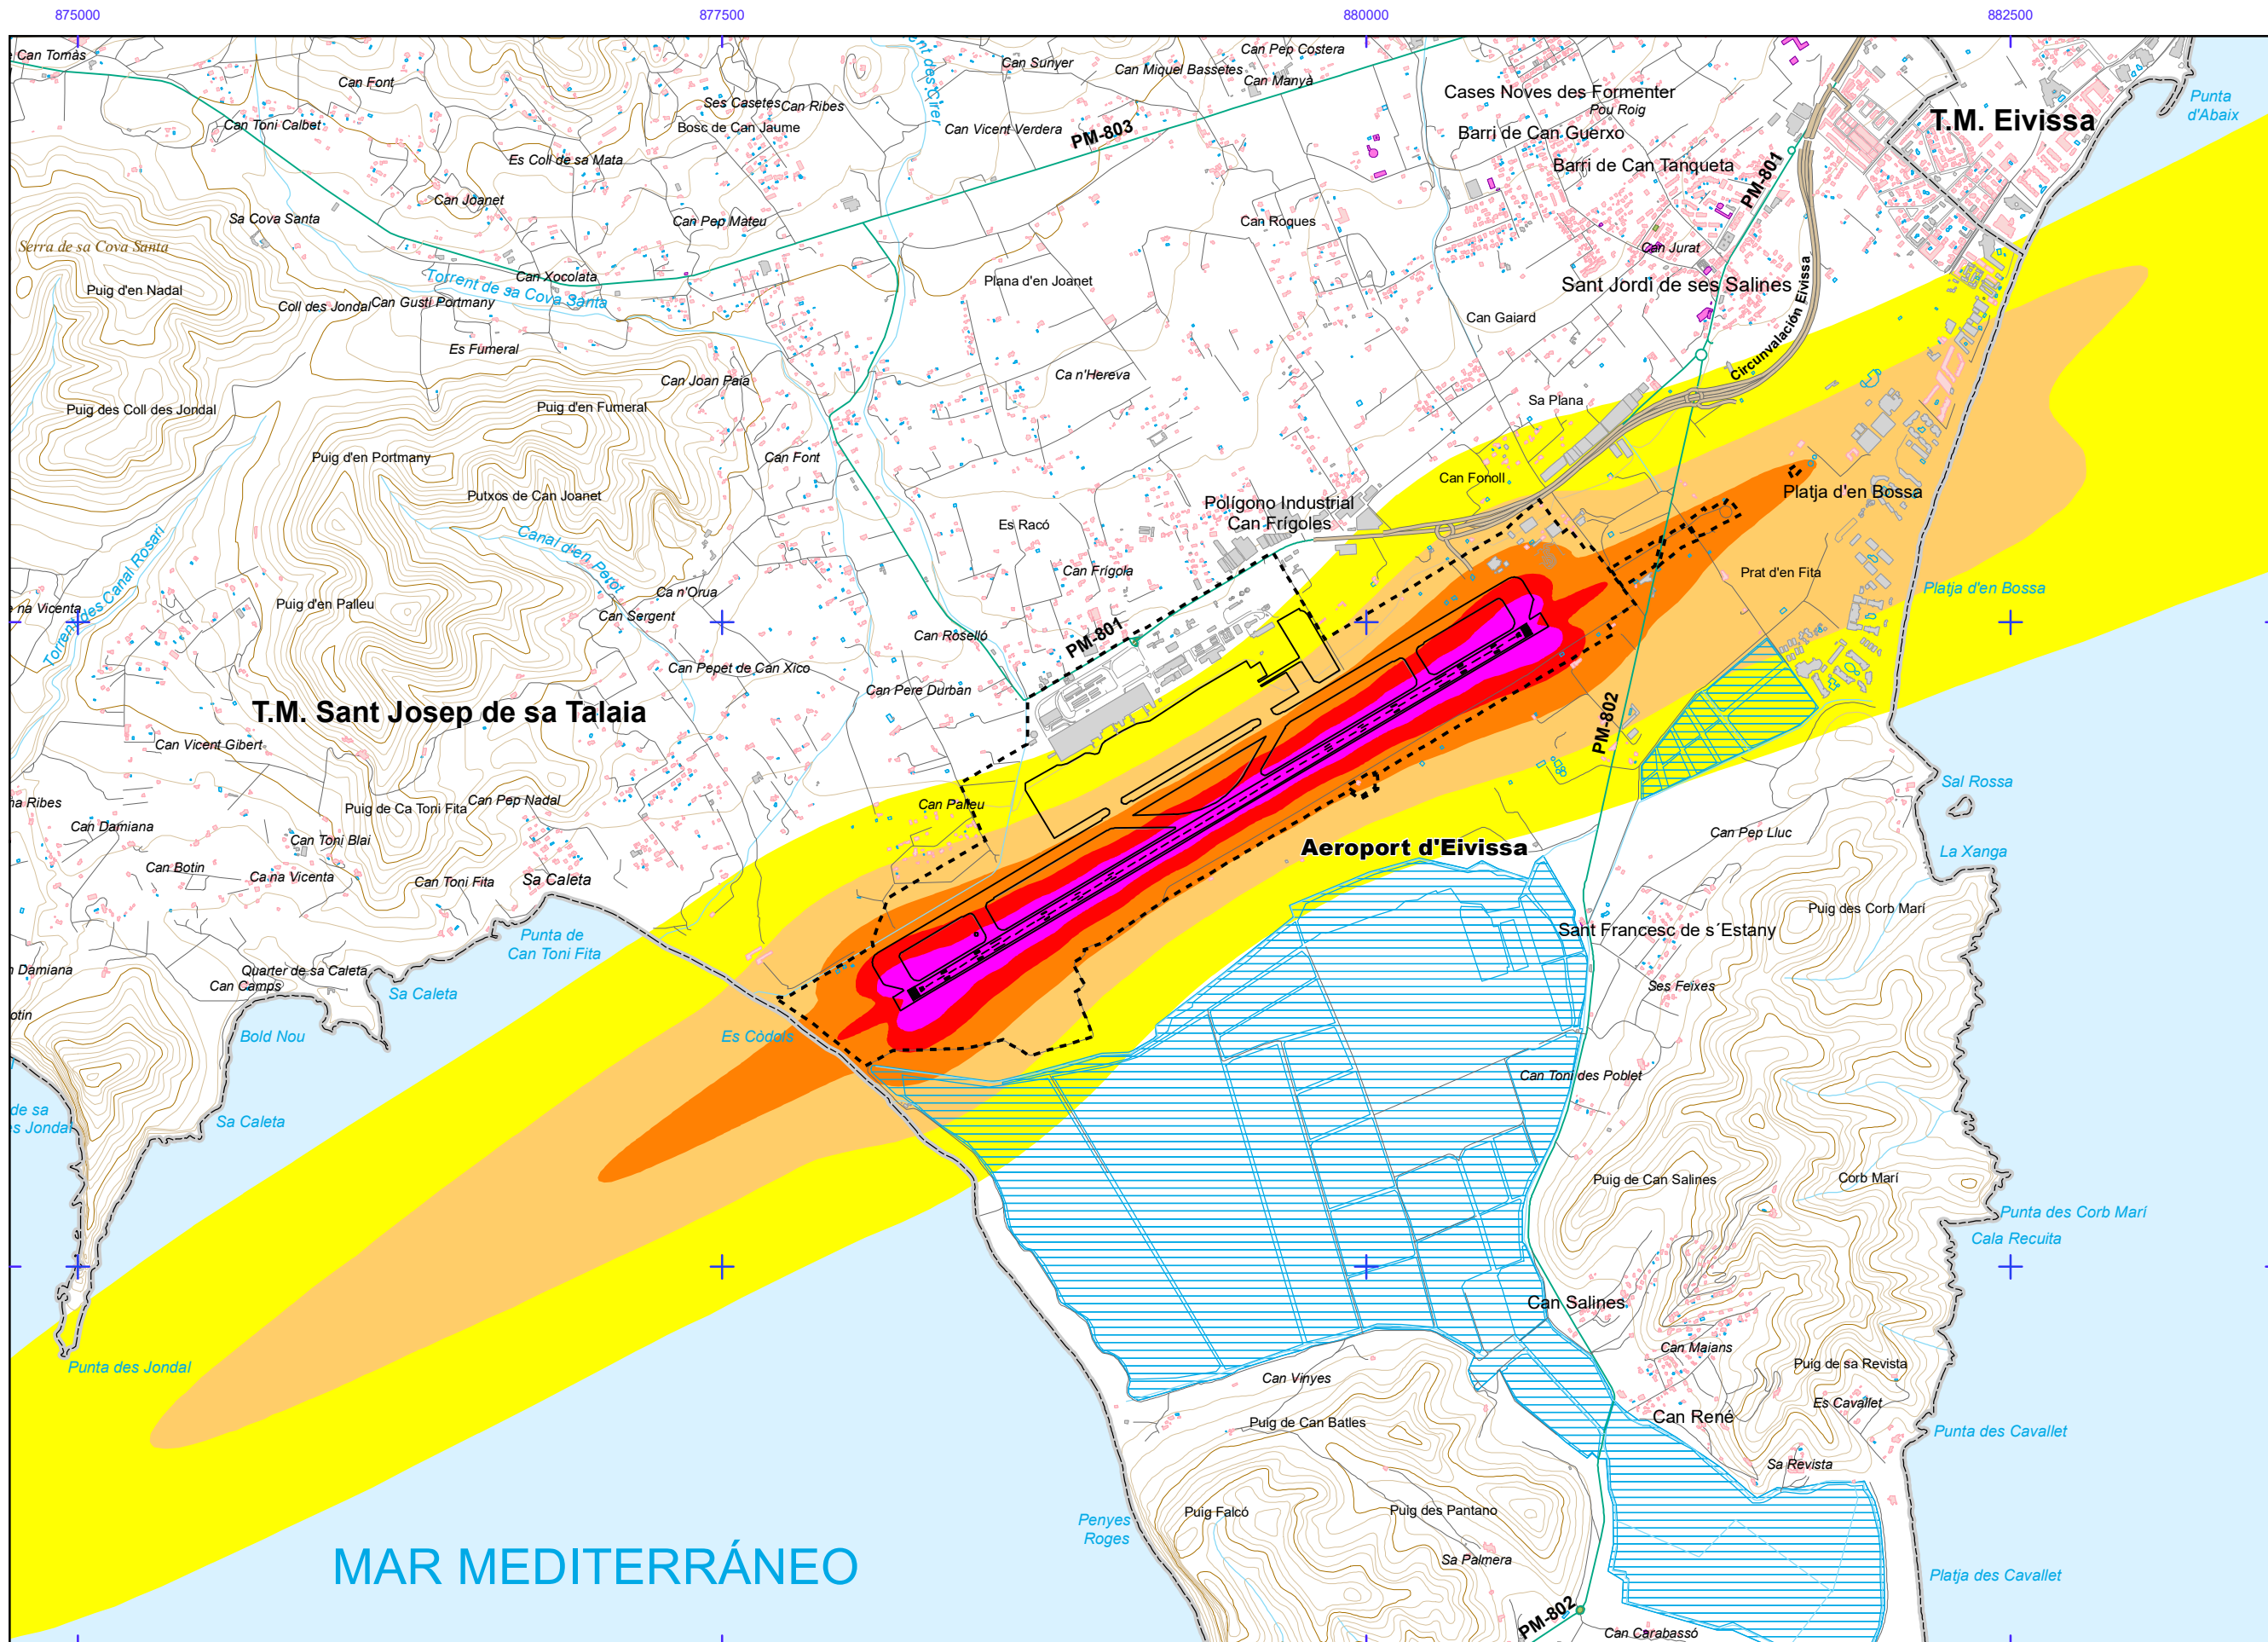 875000
877500
880000
882500
Can Tomàs
Can Font
Can Sunyer
Can Pep Costera
Can Miquel Bassetes
Can Manyà
Ses Casetes
Can Ribes
Can Toni Calbet
Bosc de Can Jaume
Can Vicent Verdera
PM-803
Cases Noves des Formenter
Pou Roig
Barri de Can Guerxo
Barri de Can Tanqueta
PM-801
T.M. Eivissa
Punta
d'Abaix
Es Coll de sa Mata
Can Joanet
Sa Cova Santa
Can Pep Mateu
Can Roques
Can Jurat
Serra de sa Cova Santa
Puig d'en Nadal
Can Xocolata
Torrent de sa Cova Santa
Plana d'en Joanet
Sant Jordi de ses Salines
Coll des Jondal
Can Gusti Portmany
Can Gaiard
Circunvalación Eivissa
Es Fumeral
Can Joan Paia
Ca n'Hereva
Puig des Coll des Jondal
Puig d'en Fumeral
Sa Plana
Puig d'en Portmany
Can Font
Can Fonoll
Putxos de Can Joanet
Polígono Industrial
Can Frígoles
Platja d'en Bossa
Es Racó
Canal d'en Perot
Torrent des Canal Rosari
Can Frígola
Prat d'en Fita
Ca n'Orua
Platja d'en Bossa
na Vicenta
Puig d'en Palleu
Can Sergent
Can Roselló
PM-801
Can Pepet de Can Xico
Can Pere Durban
T.M. Sant Josep de sa Talaia
PM-802
Can Vicent Gibert
Sal Rossa
Ribes
Puig de Ca Toni Fita
Can Pep Nadal
Can Palleu
Can Damiana
Can Toni Blai
Aeroport d'Eivissa
Can Pep Lluc
La Xanga
Can Botin
Ca na Vicenta
Can Toni Fita
Sa Caleta
Puig des Corb Marí
Punta de
Can Toni Fita
Sant Francesc de s´Estany
Damiana
Quarter de sa Caleta
Can Camps
Sa Caleta
Ses Feixes
Bold Nou
Es Còdols
Can Toni des Poblet
de sa
Jondal
Sa Caleta
Puig de Can Salines
Corb Marí
Punta des Corb Marí
Cala Recuita
Can Salines
Punta des Jondal
Can Maians
Puig de sa Revista
Can Vinyes
Es Cavallet
Puig de Can Batles
Can René
Punta des Cavallet
Sa Revista
Puig Falcó
Puig des Pantano
Penyes
Roges
MAR MEDITERRÁNEO
Sa Palmera
Platja des Cavallet
PM-802
Can Carabassó